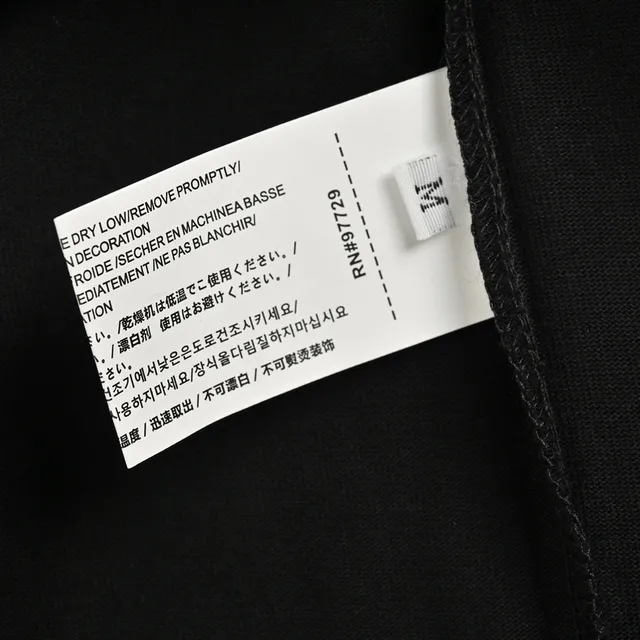 E DRY LOW/REMOVE PROMPTLY/
DECORATION
ROIDE /SECHER EN MACHINEA BASSE
EDIATEMENT /NE PAS BLANCHIR/
TION
い。/乾燥机は低温でご使用ください。/
。/漂白剤 使用はお避けください。/
건조기에서낮은온도로건조시키세요/
사용하지마세요/장식을다림질하지마십시요
温度 / 迅速取出 / 不可漂白 / 不可熨烫装饰
RN#97729
M